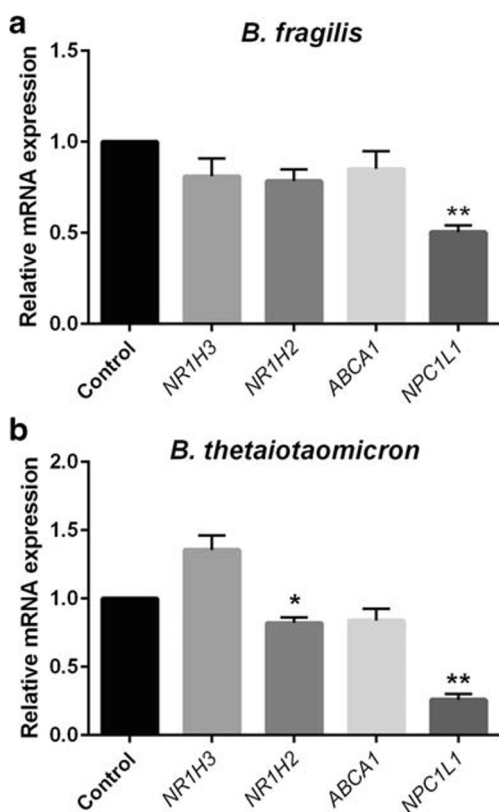 a
B. fragilis
Relative mRNA expression
1.5
1.0
0.5
0.0
**
Control
NR1H3
NR1H2
ABCA1
NPC1L1
b
B. thetaiotaomicron
Relative mRNA expression
2.0
1.5
1.0
0.5
0.0
*
**
Control
NR1H3
NR1H2
ABCA1
NPC1L1